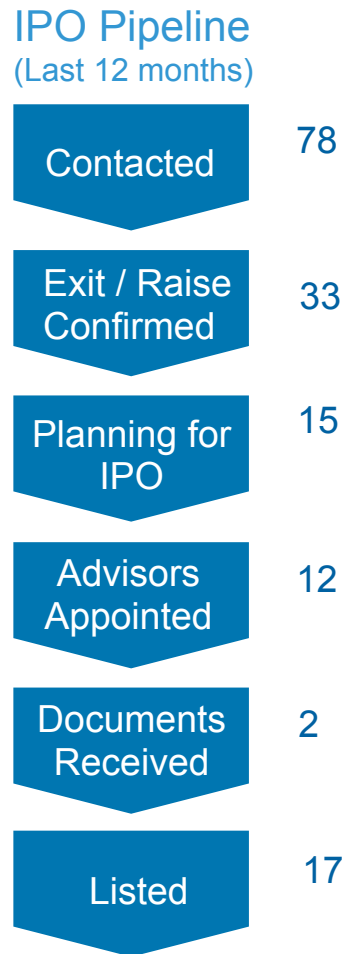 IPO Pipeline
(Last 12 months)
Contacted
78
Exit / Raise
Confirmed
33
Planning for
IPO
15
Advisors
Appointed
12
Documents
Received
2
Listed
17